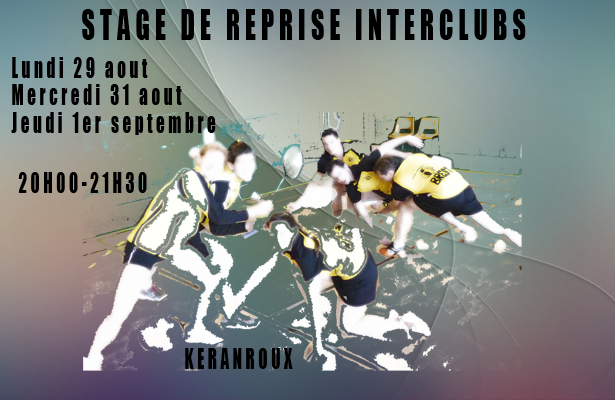 STAGE DE REPRISE INTERCLUBS
Lundi 29 aout
Mercredi 31 aout
Jeudi 1er septembre
20H00-21H30
KERANROUX